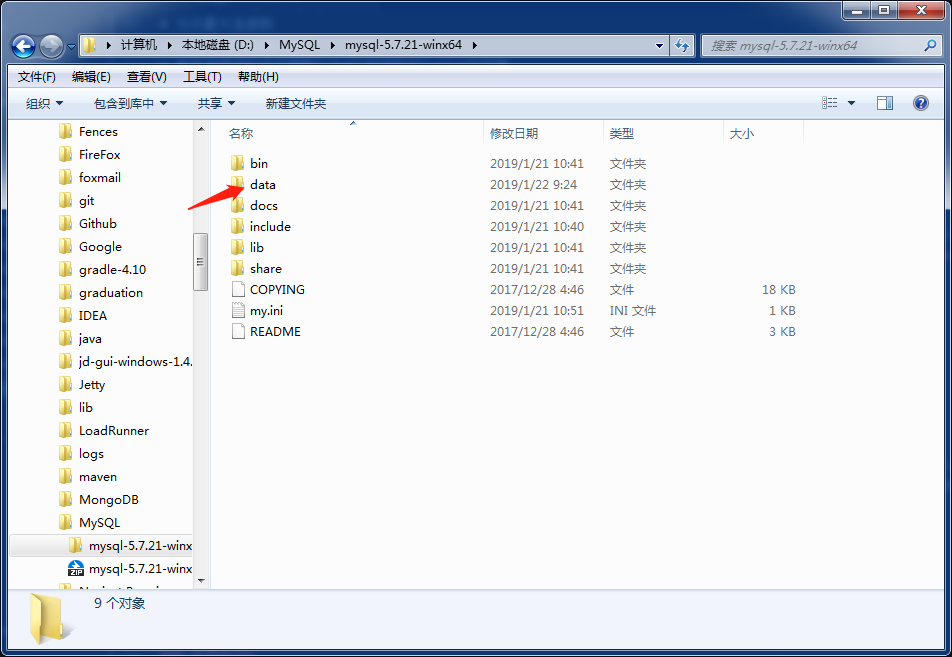 计算机 本地磁盘 (D:) MySQL mysql-5.7.21-winx64
搜索 mysql-5.7.21-winx64
文件(F) 编辑(E) 查看(V) 工具(T) 帮助(H)
组织 包含到库中 共享 新建文件夹
Fences
FireFox
foxmail
git
Github
Google
gradle-4.10
graduation
IDEA
java
jd-gui-windows-1.4.
Jetty
lib
LoadRunner
logs
maven
MongoDB
MySQL
mysql-5.7.21-winx
ZIP mysql-5.7.21-winx
名称 修改日期 类型 大小
bin 2019/1/21 10:41 文件夹
data 2019/1/22 9:24 文件夹
docs 2019/1/21 10:41 文件夹
include 2019/1/21 10:40 文件夹
lib 2019/1/21 10:41 文件夹
share 2019/1/21 10:41 文件夹
COPYING 2017/12/28 4:46 文件 18 KB
my.ini 2019/1/21 10:51 INI 文件 1 KB
README 2017/12/28 4:46 文件 3 KB
9 个对象